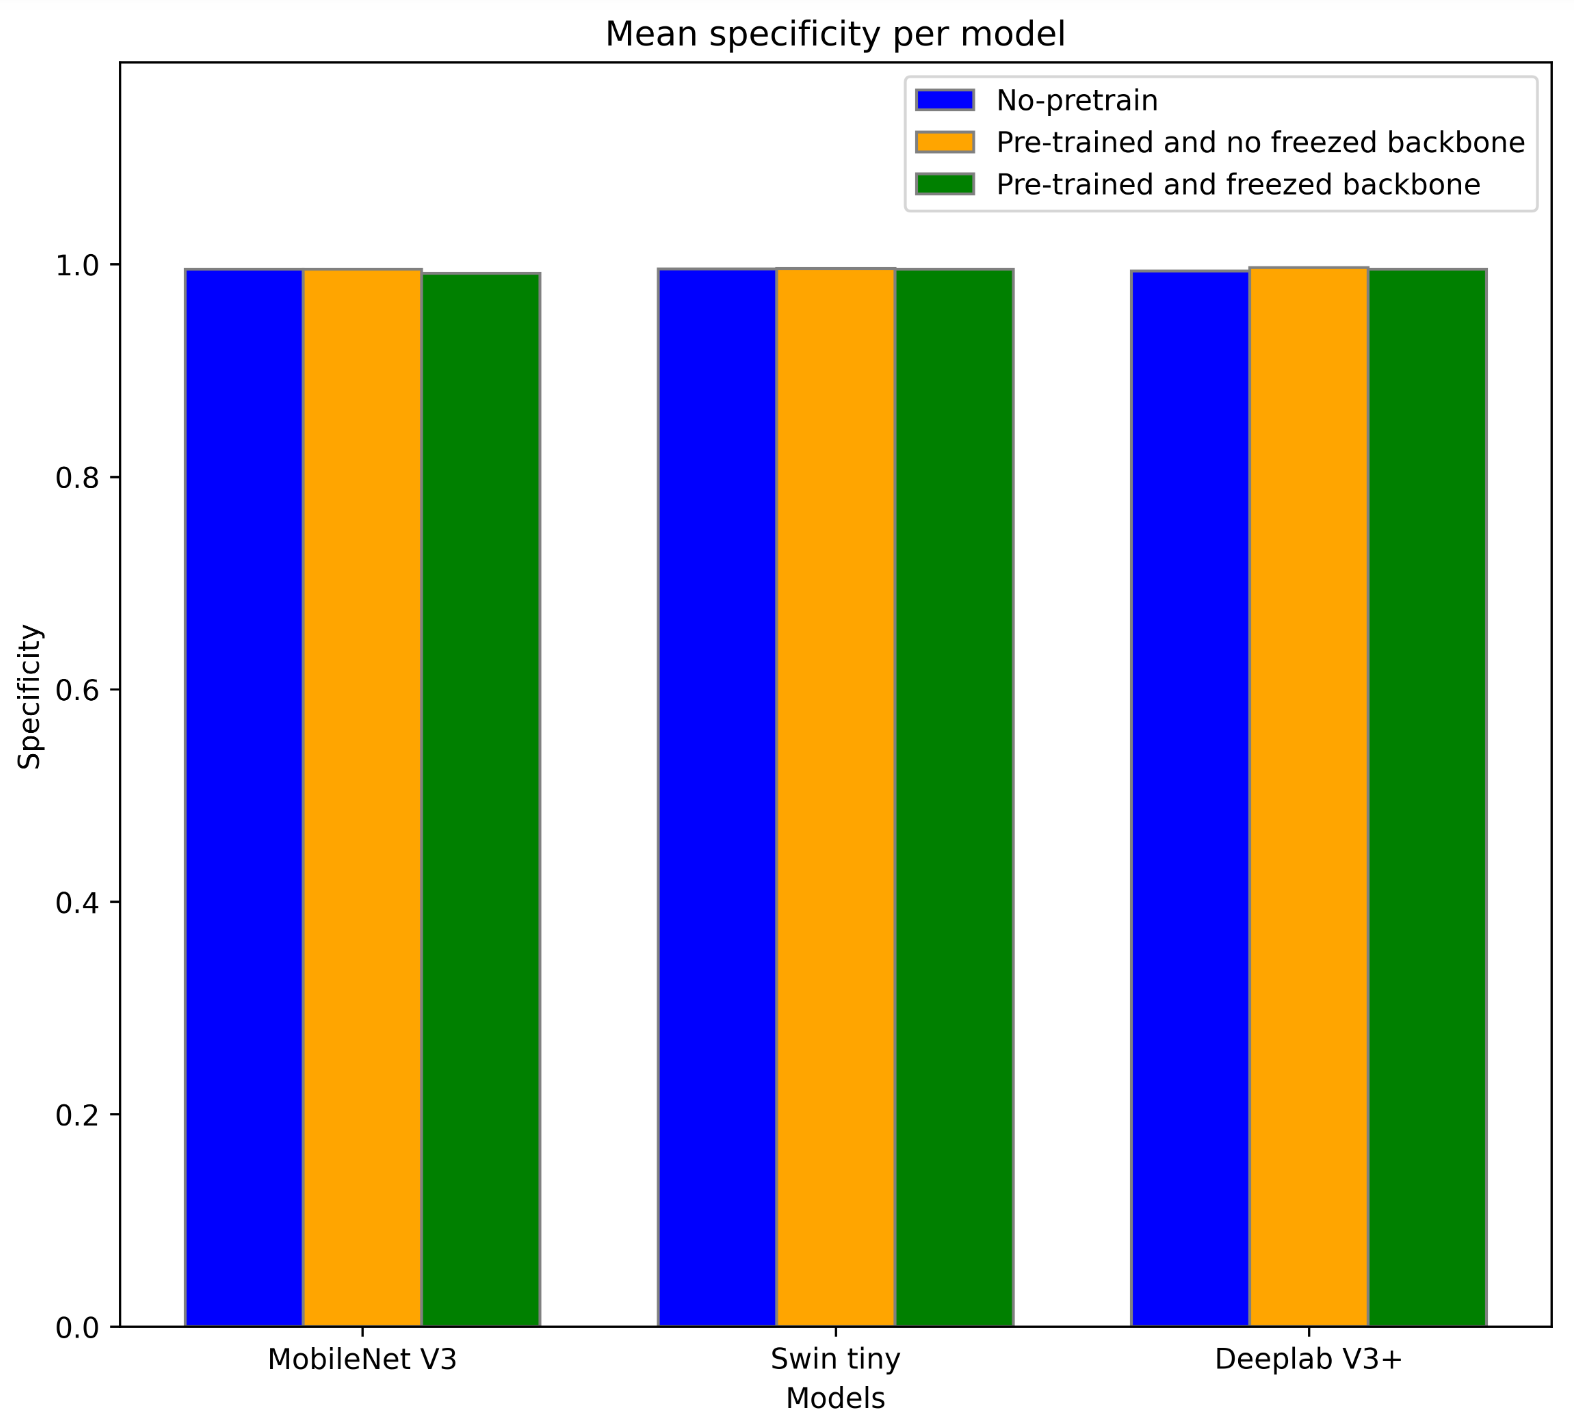 Mean specificity per model
No-pretrain
Pre-trained and no freezed backbone
Pre-trained and freezed backbone
1.0
0.8
0.6
0.4
0.2
0.0
Specificity
MobileNet V3
Swin tiny
Deeplab V3+
Models